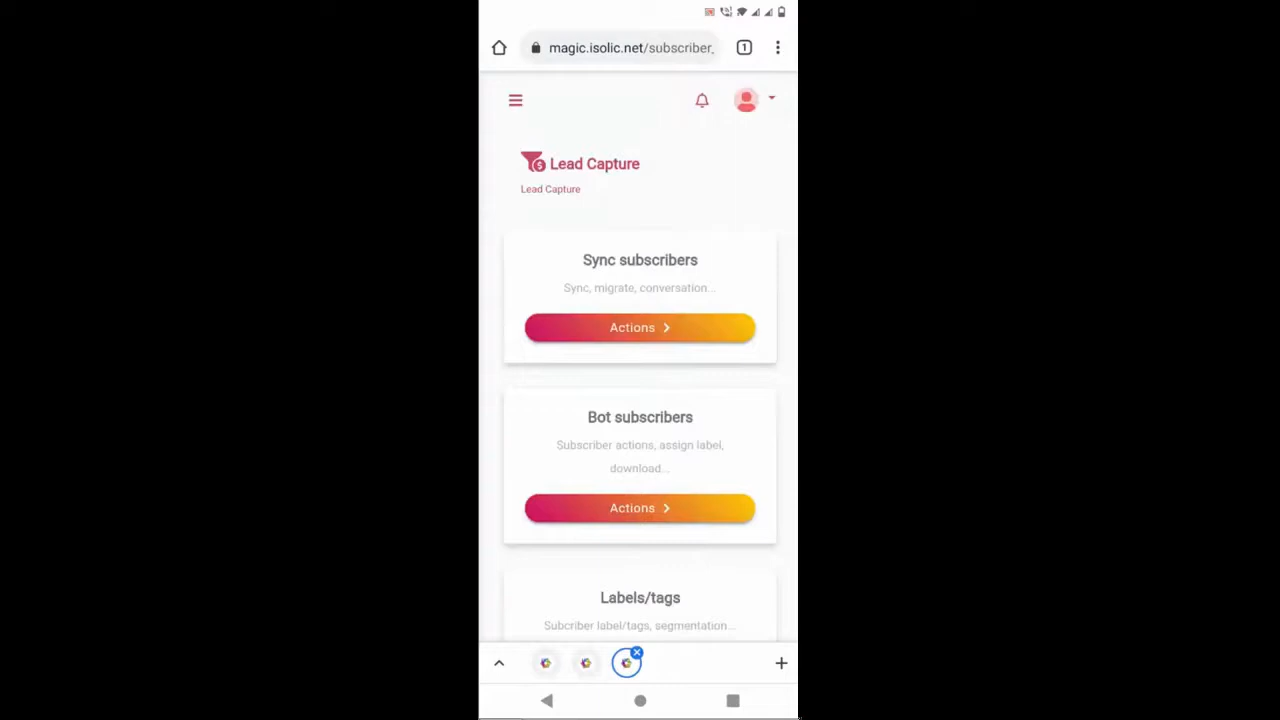 magic.isolic.net/subscriber_
1
Lead Capture
Lead Capture
Sync subscribers
Sync, migrate, conversation...
Actions
Bot subscribers
Subscriber actions, assign label,
download...
Actions
Labels/tags
Subcriber label/tags, segmentation...